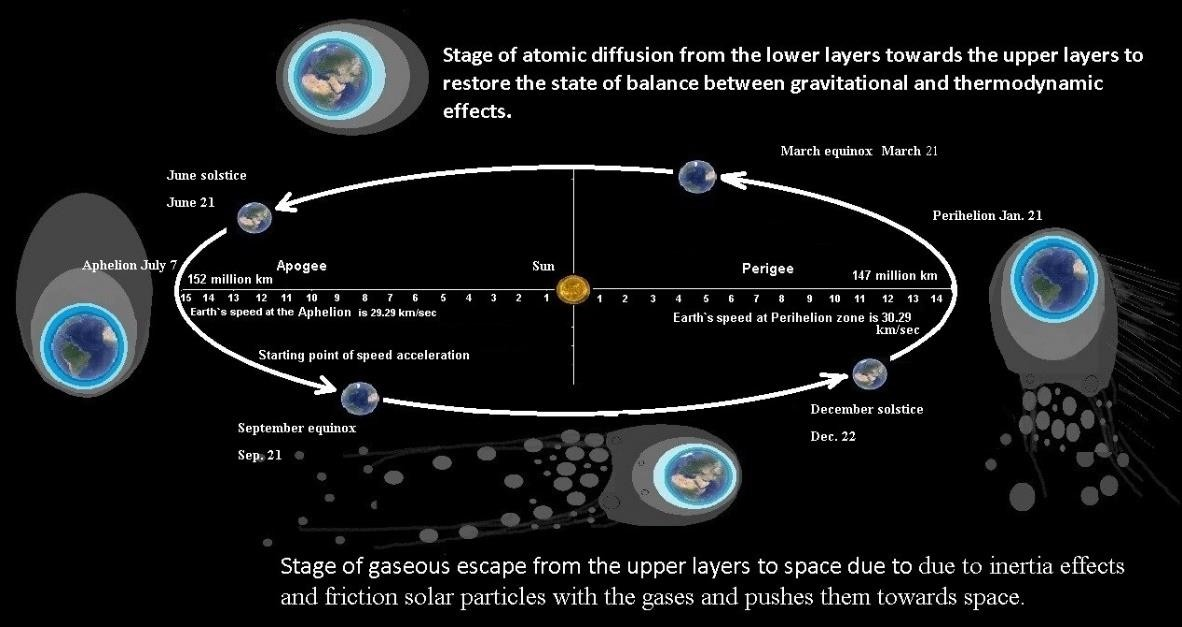 Stage of atomic diffusion from the lower layers towards the upper layers to
restore the state of balance between gravitational and thermodynamic
effects.
March equinox March 21
June solstice
June 21
Perihelion Jan. 21
Aphelion July 7
Apogee
Sun
Perigee
152 million km
147 million km
15 14 13 12 11 10 9 8 7 6 5 4 3 2 1 1 2 3 4 5 6 7 8 9 10 11 12 13 14
Earth`s speed at the Aphelion is 29.29 km/sec
Earth`s speed at Perihelion zone is 30.29
km/sec
Starting point of speed acceleration
September equinox
Sep. 21
December solstice
Dec. 22
Stage of gaseous escape from the upper layers to space due to due to inertia effects
and friction solar particles with the gases and pushes them towards space.